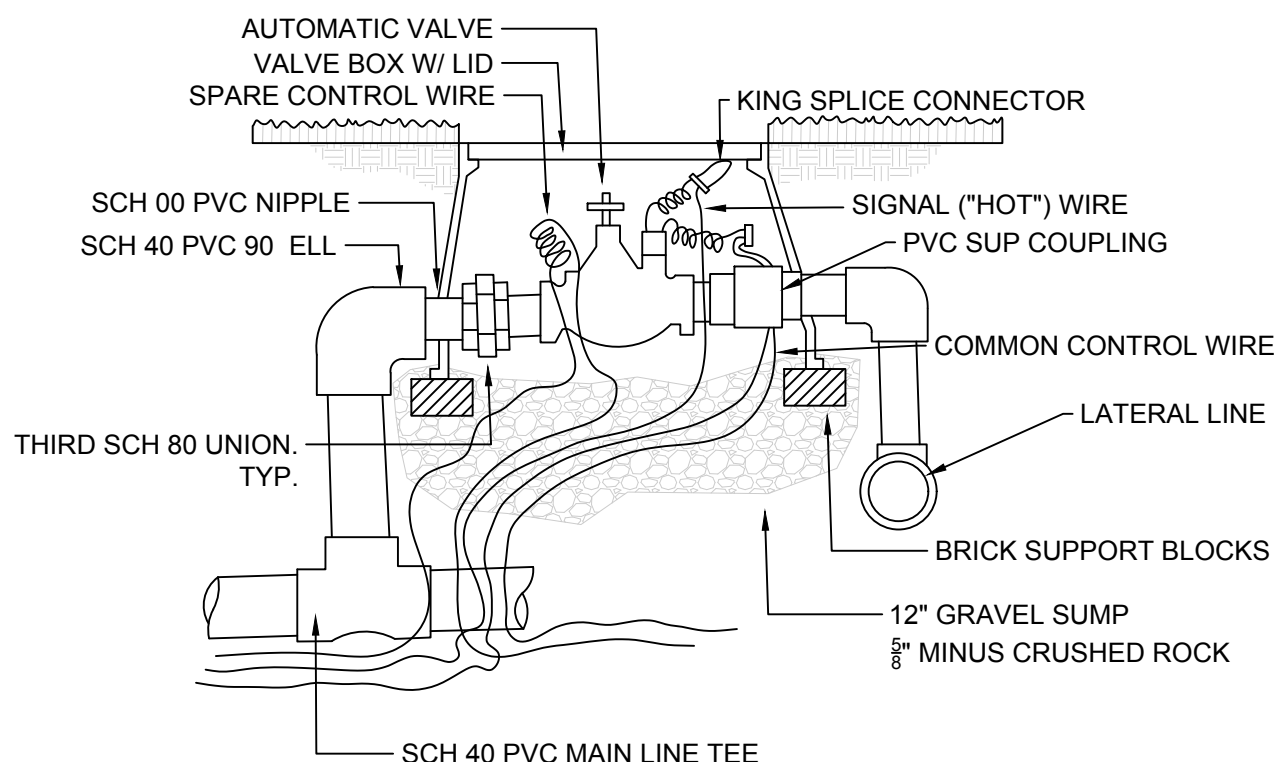 AUTOMATIC VALVE
VALVE BOX W/ LID
SPARE CONTROL WIRE
KING SPLICE CONNECTOR
SCH 00 PVC NIPPLE
SIGNAL ("HOT") WIRE
SCH 40 PVC 90 ELL
PVC SUP COUPLING
COMMON CONTROL WIRE
LATERAL LINE
THIRD SCH 80 UNION.
TYP.
BRICK SUPPORT BLOCKS
12" GRAVEL SUMP
5/8" MINUS CRUSHED ROCK
SCH 40 PVC MAIN LINE TEE